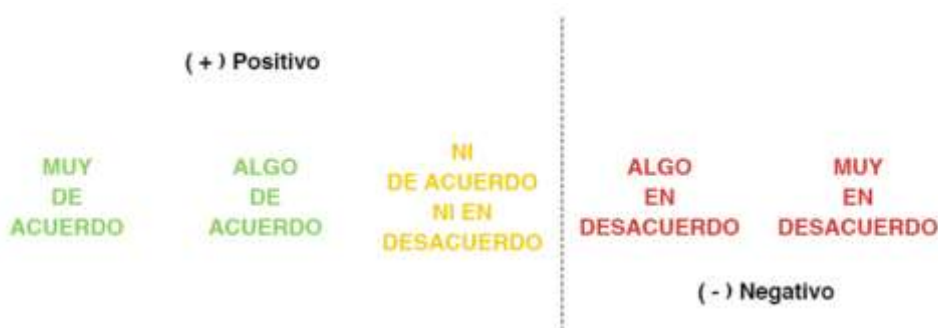 ( + ) Positivo
MUY
DE
ACUERDO
ALGO
DE
ACUERDO
NI
DE ACUERDO
NI EN
DESACUERDO
ALGO
EN
DESACUERDO
MUY
EN
DESACUERDO
( - ) Negativo